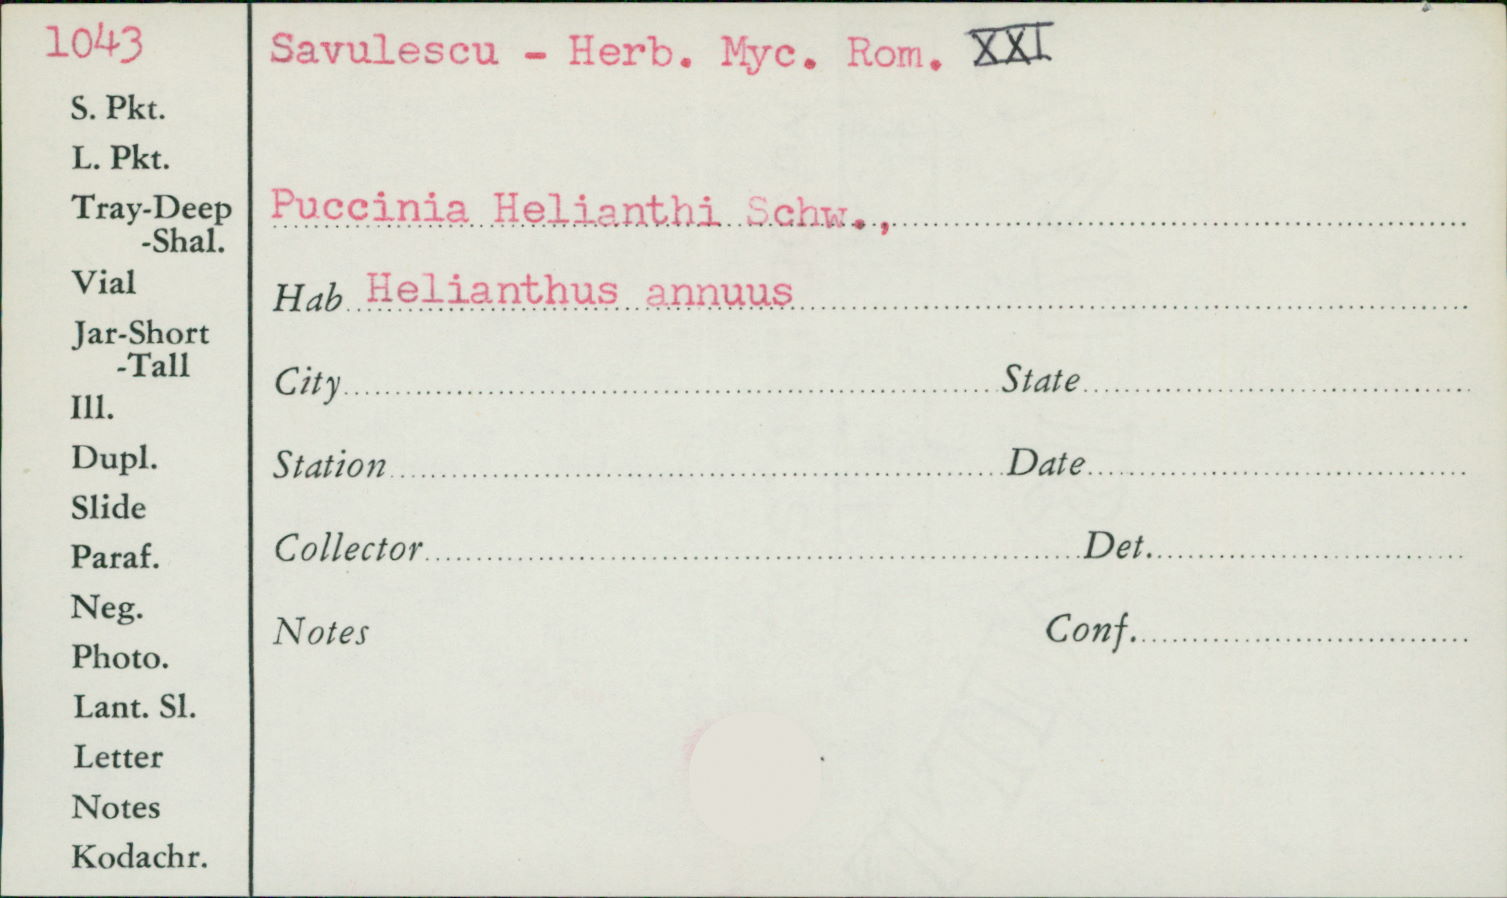 1043
Savulescu - Herb. Myc. Rom. XXI
S. Pkt.
L. Pkt.
Tray-Deep
-Shal.
Vial
Jar-Short
-Tall
Ill.
Dupl.
Slide
Paraf.
Neg.
Photo.
Lant. Sl.
Letter
Notes
Kodachr.
Puccinia Helianthi Schw.,
Hab Helianthus annuus
City State
Station Date
Collector Det.
Notes Conf.